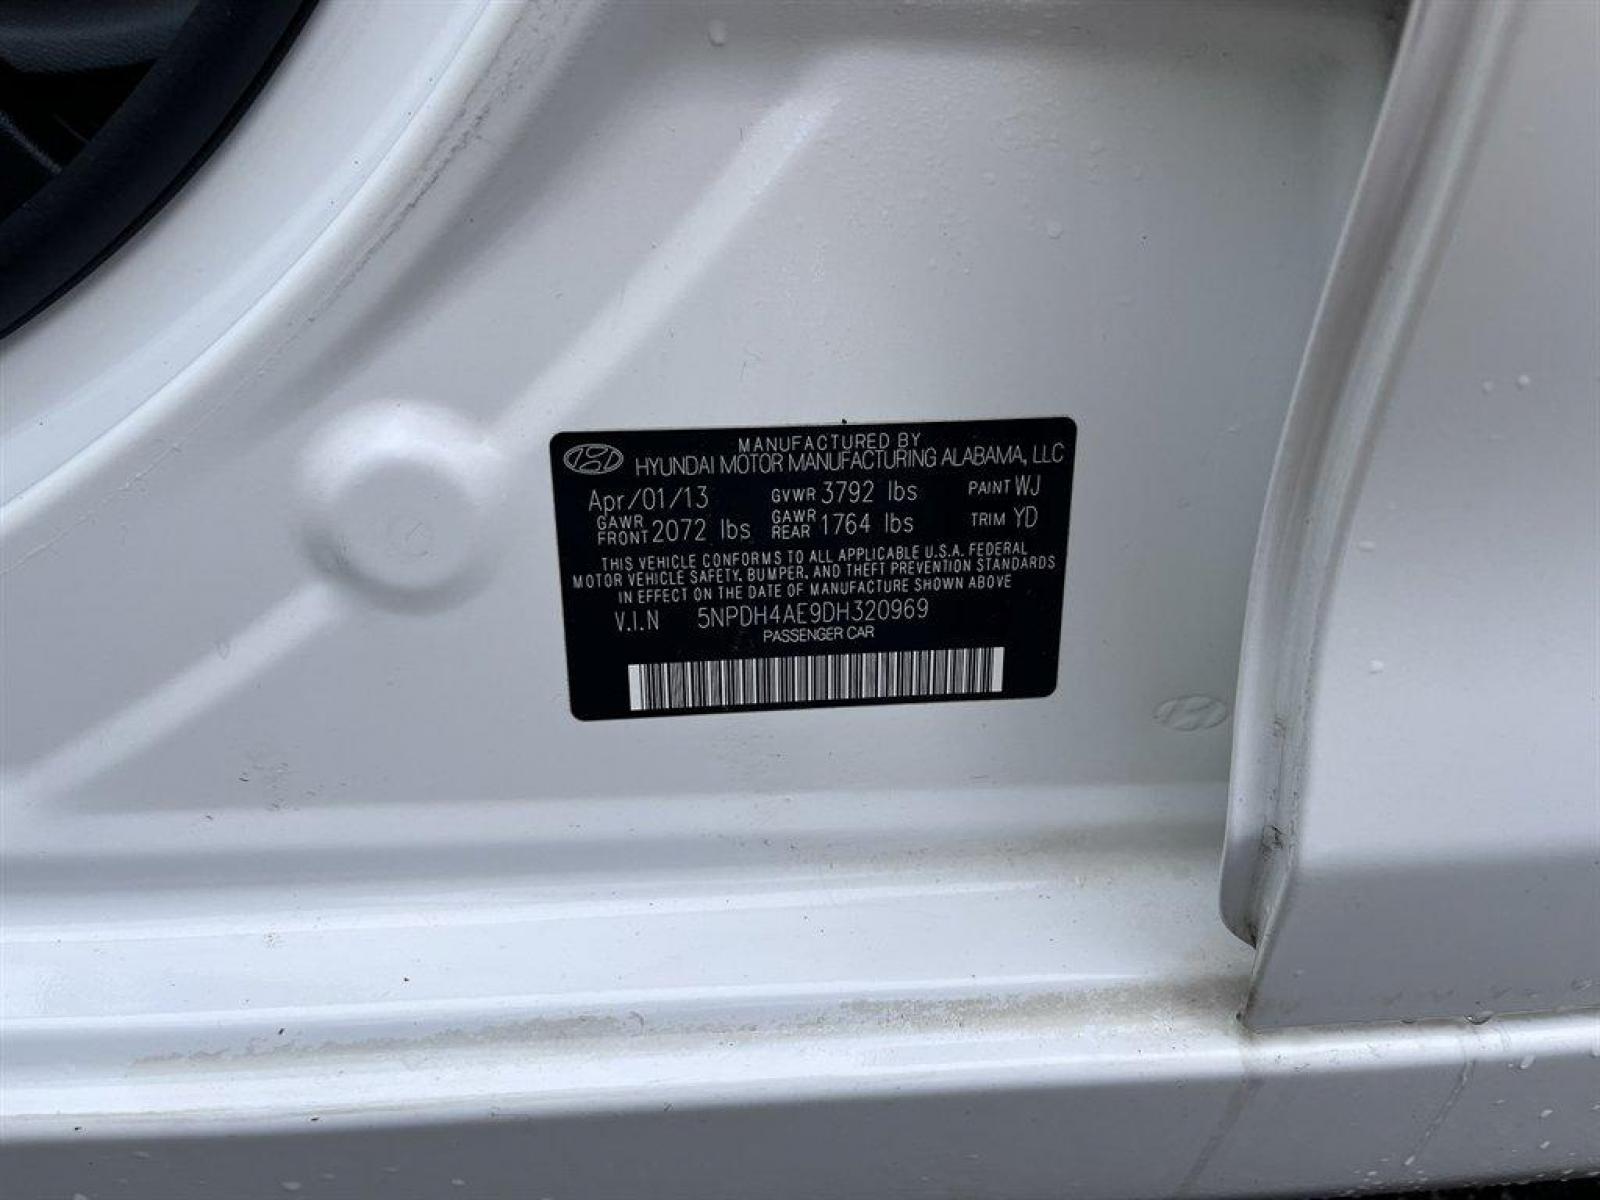 MANUFACTURED BY
HYUNDAI MOTOR MANUFACTURING ALABAMA, LLC
Apr/01/13 GVWR 3792 lbs PAINT WJ
GAWR FRONT 2072 lbs GAWR REAR 1764 lbs TRIM YD
THIS VEHICLE CONFORMS TO ALL APPLICABLE U.S.A. FEDERAL
MOTOR VEHICLE SAFETY, BUMPER, AND THEFT PREVENTION STANDARDS
IN EFFECT ON THE DATE OF MANUFACTURE SHOWN ABOVE
V.I.N 5NPDH4AE9DH320969
PASSENGER CAR